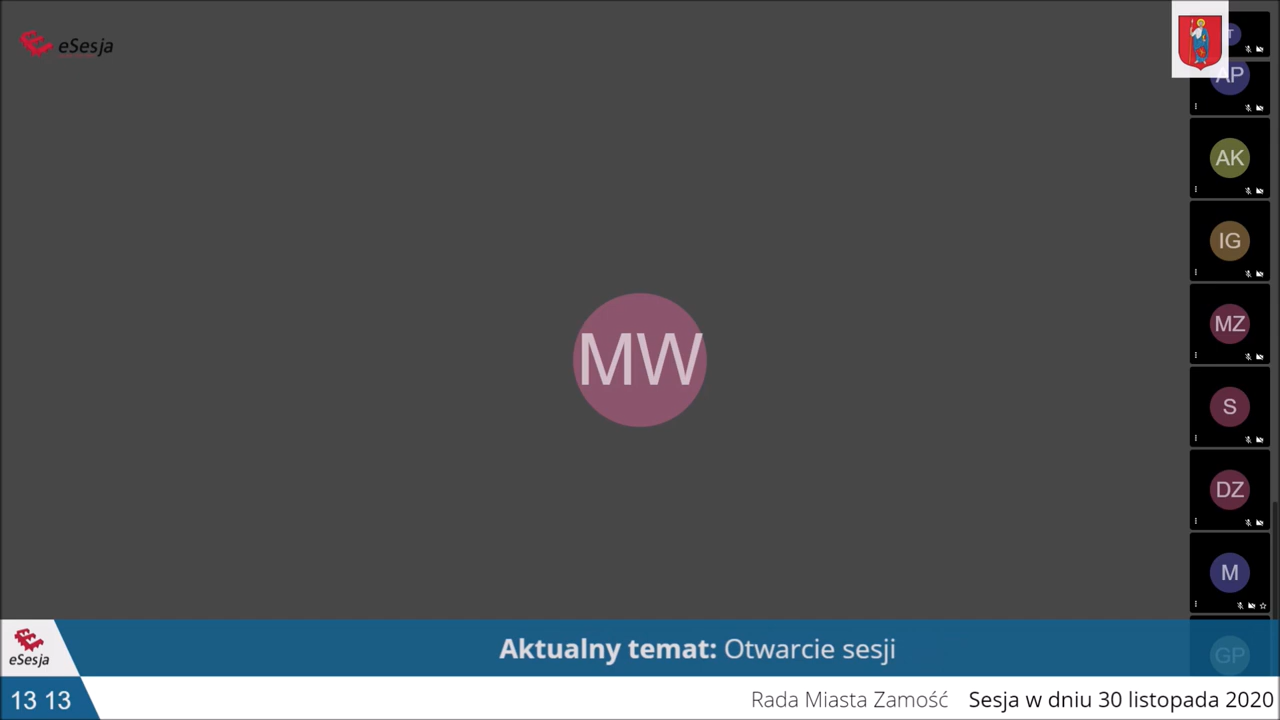 eSesja
T
AP
AK
IG
MZ
S
DZ
M
GP
MW
Aktualny temat: Otwarcie sesji
eSesja
13 13
Rada Miasta Zamość Sesja w dniu 30 listopada 2020